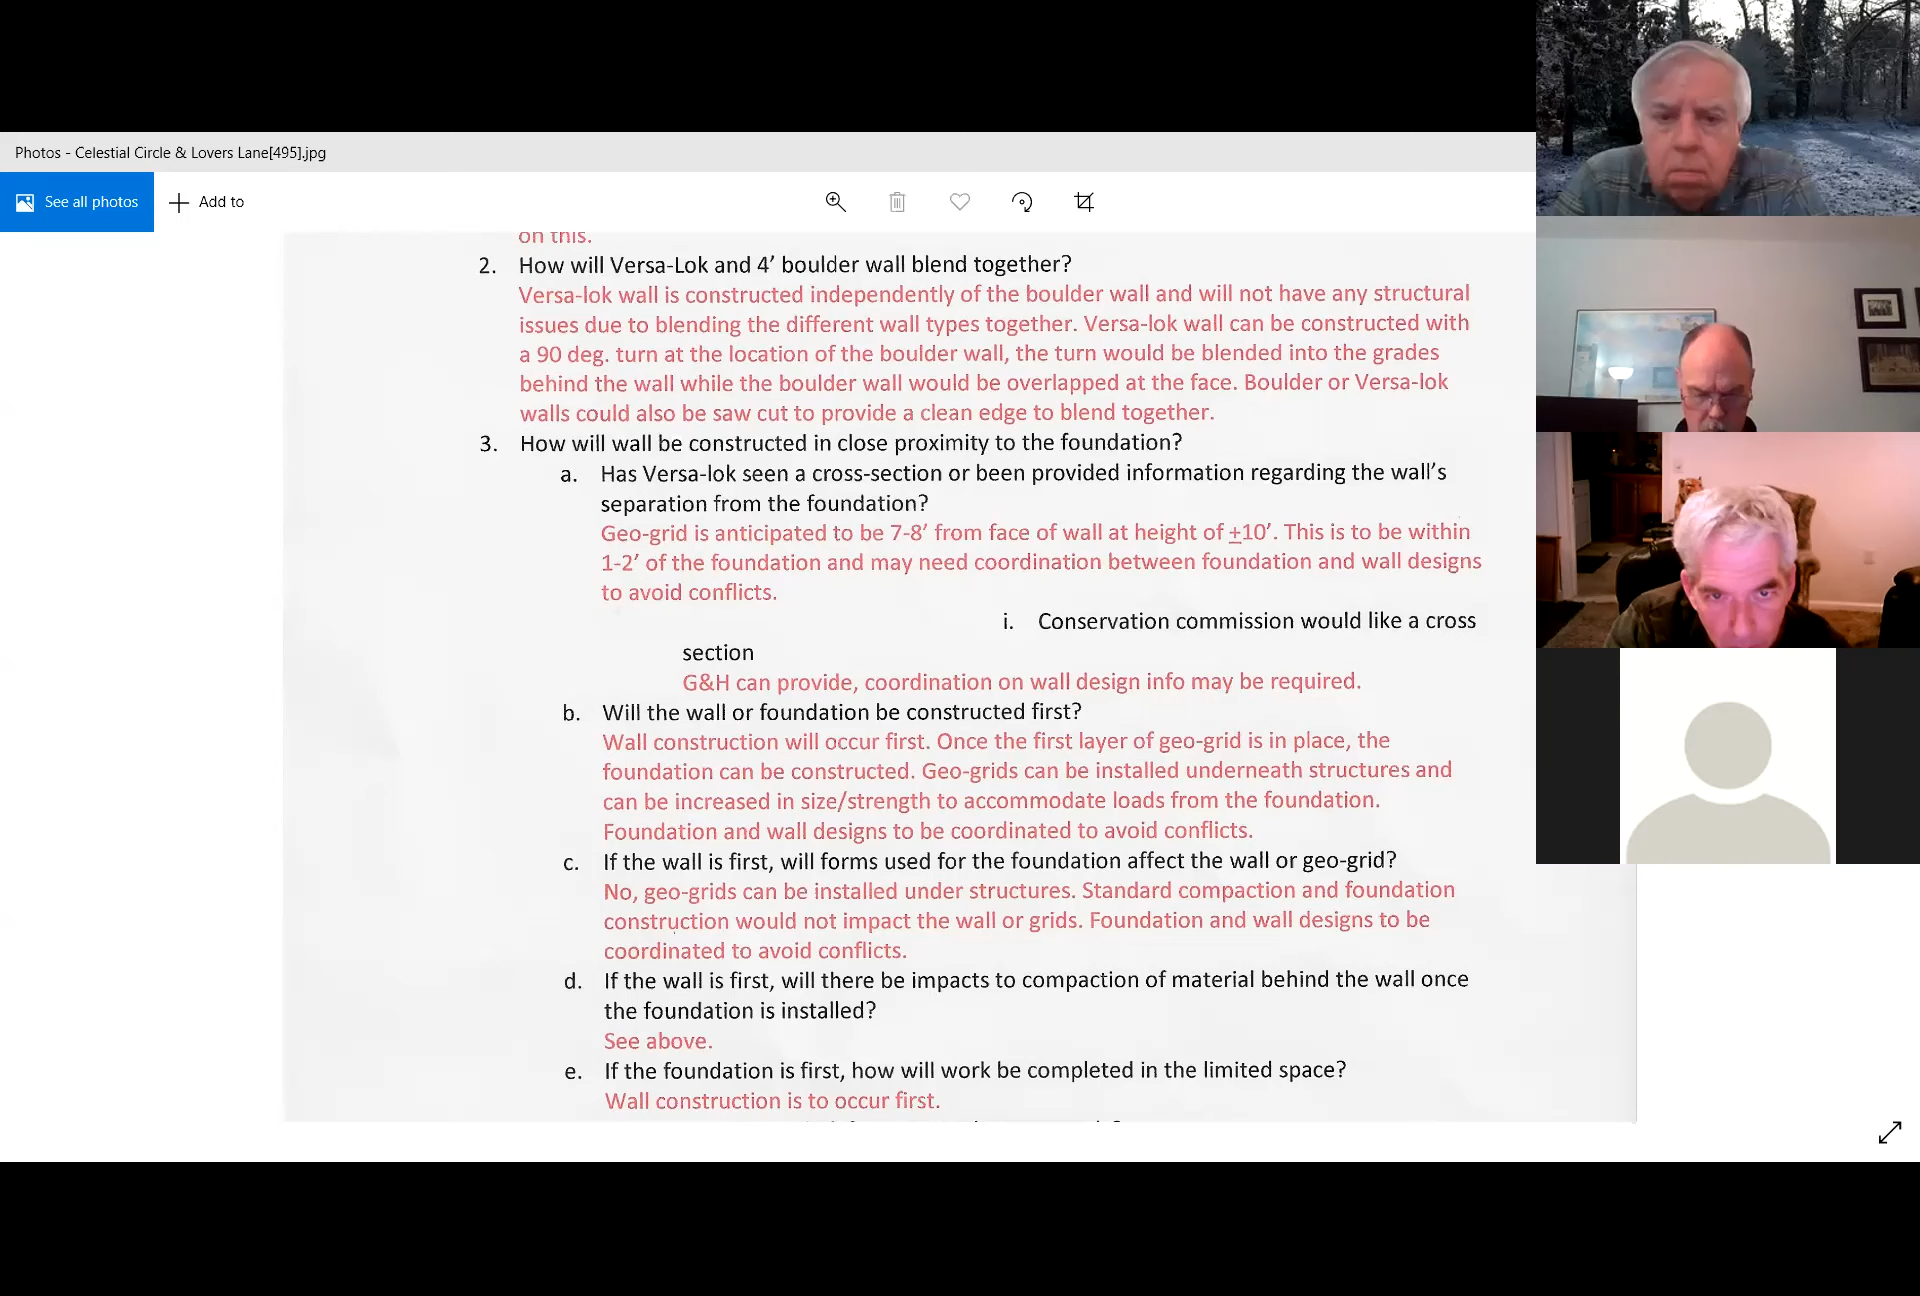 Photos - Celestial Circle & Lovers Lane[495].jpg
See all photos
Add to
on this.
2. How will Versa-Lok and 4’ boulder wall blend together?
Versa-lok wall is constructed independently of the boulder wall and will not have any structural
issues due to blending the different wall types together. Versa-lok wall can be constructed with
a 90 deg. turn at the location of the boulder wall, the turn would be blended into the grades
behind the wall while the boulder wall would be overlapped at the face. Boulder or Versa-lok
walls could also be saw cut to provide a clean edge to blend together.
3. How will wall be constructed in close proximity to the foundation?
a. Has Versa-lok seen a cross-section or been provided information regarding the wall’s
separation from the foundation?
Geo-grid is anticipated to be 7-8’ from face of wall at height of ±10’. This is to be within
1-2’ of the foundation and may need coordination between foundation and wall designs
to avoid conflicts.
i. Conservation commission would like a cross
section
G&H can provide, coordination on wall design info may be required.
b. Will the wall or foundation be constructed first?
Wall construction will occur first. Once the first layer of geo-grid is in place, the
foundation can be constructed. Geo-grids can be installed underneath structures and
can be increased in size/strength to accommodate loads from the foundation.
Foundation and wall designs to be coordinated to avoid conflicts.
c. If the wall is first, will forms used for the foundation affect the wall or geo-grid?
No, geo-grids can be installed under structures. Standard compaction and foundation
construction would not impact the wall or grids. Foundation and wall designs to be
coordinated to avoid conflicts.
d. If the wall is first, will there be impacts to compaction of material behind the wall once
the foundation is installed?
See above.
e. If the foundation is first, how will work be completed in the limited space?
Wall construction is to occur first.